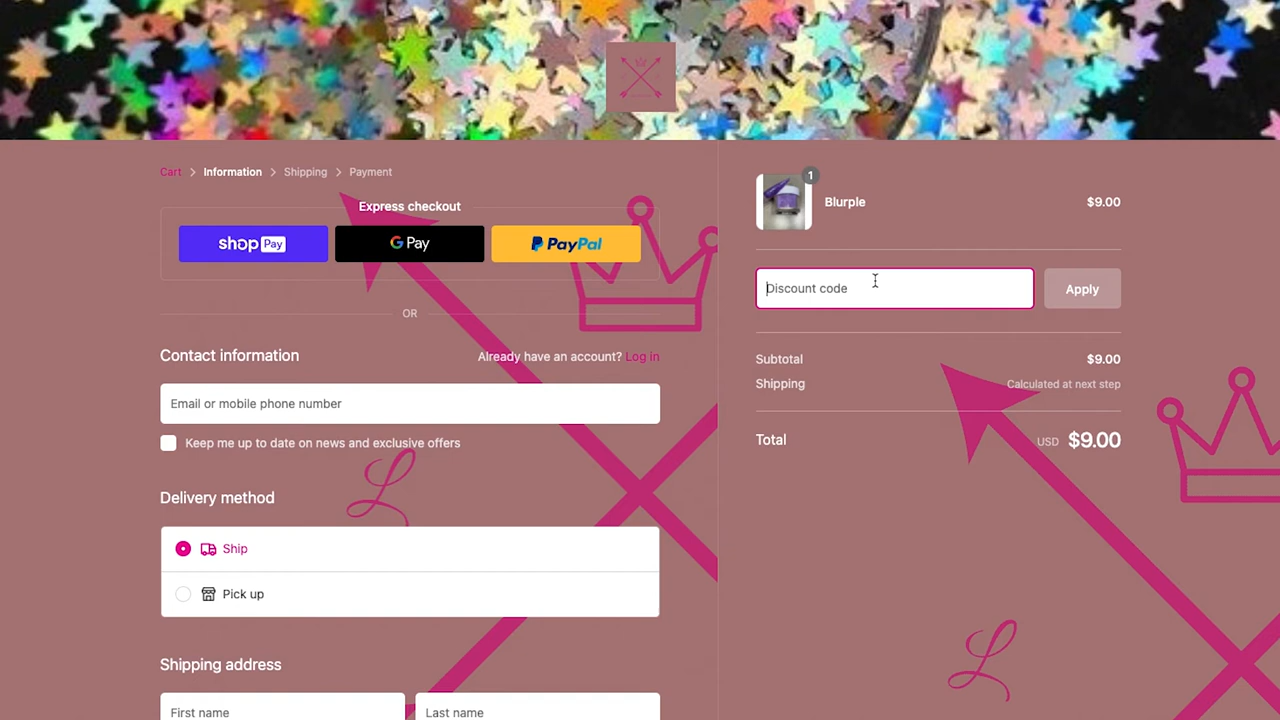 Cart > Information > Shipping > Payment
Express checkout
shop Pay
G Pay
PayPal
OR
Contact information
Already have an account? Log in
Email or mobile phone number
Keep me up to date on news and exclusive offers
Delivery method
Ship
Pick up
Shipping address
First name
Last name
1
Blurple
$9.00
Discount code
Apply
Subtotal
$9.00
Shipping
Calculated at next step
Total
USD $9.00
L
L